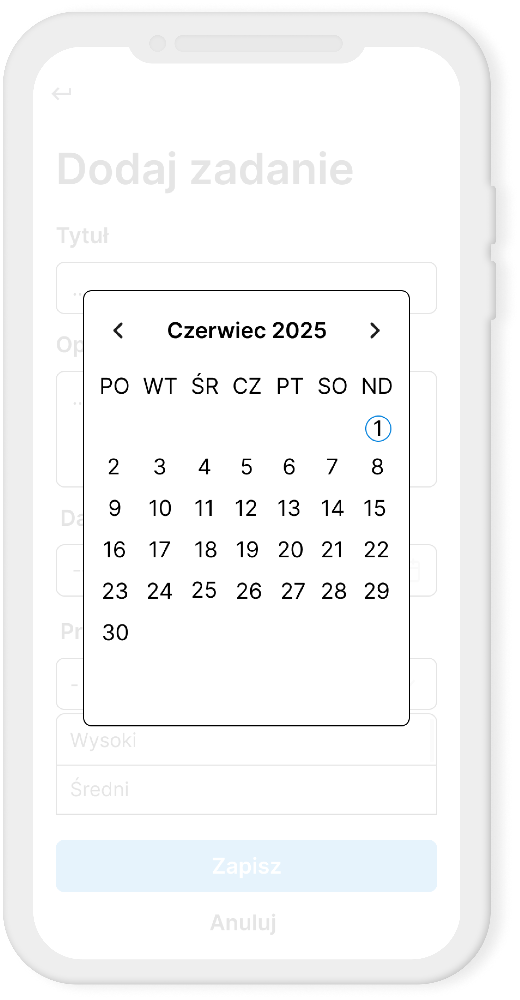 Dodaj zadanie
Tytuł
..
Op
..
Da
-
Pr
-
Czerwiec 2025
PO WT ŚR CZ PT SO ND
1
2 3 4 5 6 7 8
9 10 11 12 13 14 15
16 17 18 19 20 21 22
23 24 25 26 27 28 29
30
Wysoki
Średni
Zapisz
Anuluj